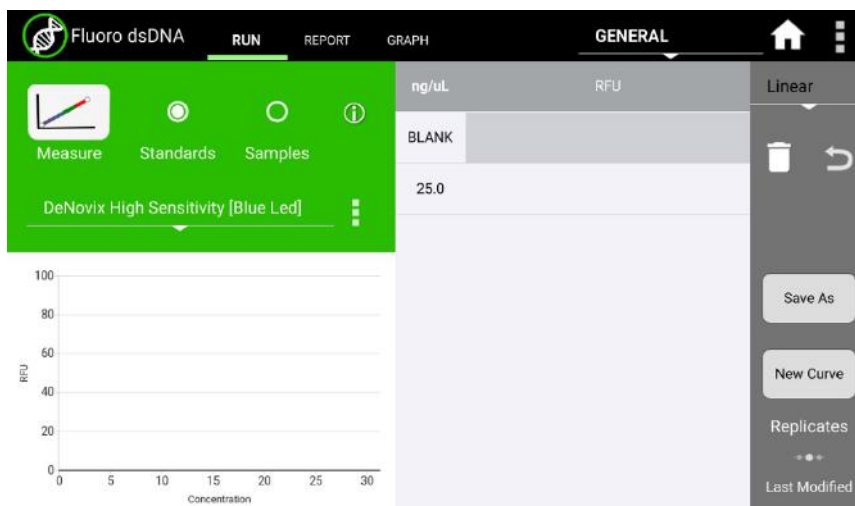 Fluoro dsDNA RUN REPORT GRAPH GENERAL
Measure Standards Samples
DeNovix High Sensitivity [Blue Led]
100
80
60
40
20
0
RFU
0 5 10 15 20 25 30
Concentration
ng/uL RFU
BLANK
25.0
Linear
Save As
New Curve
Replicates
Last Modified